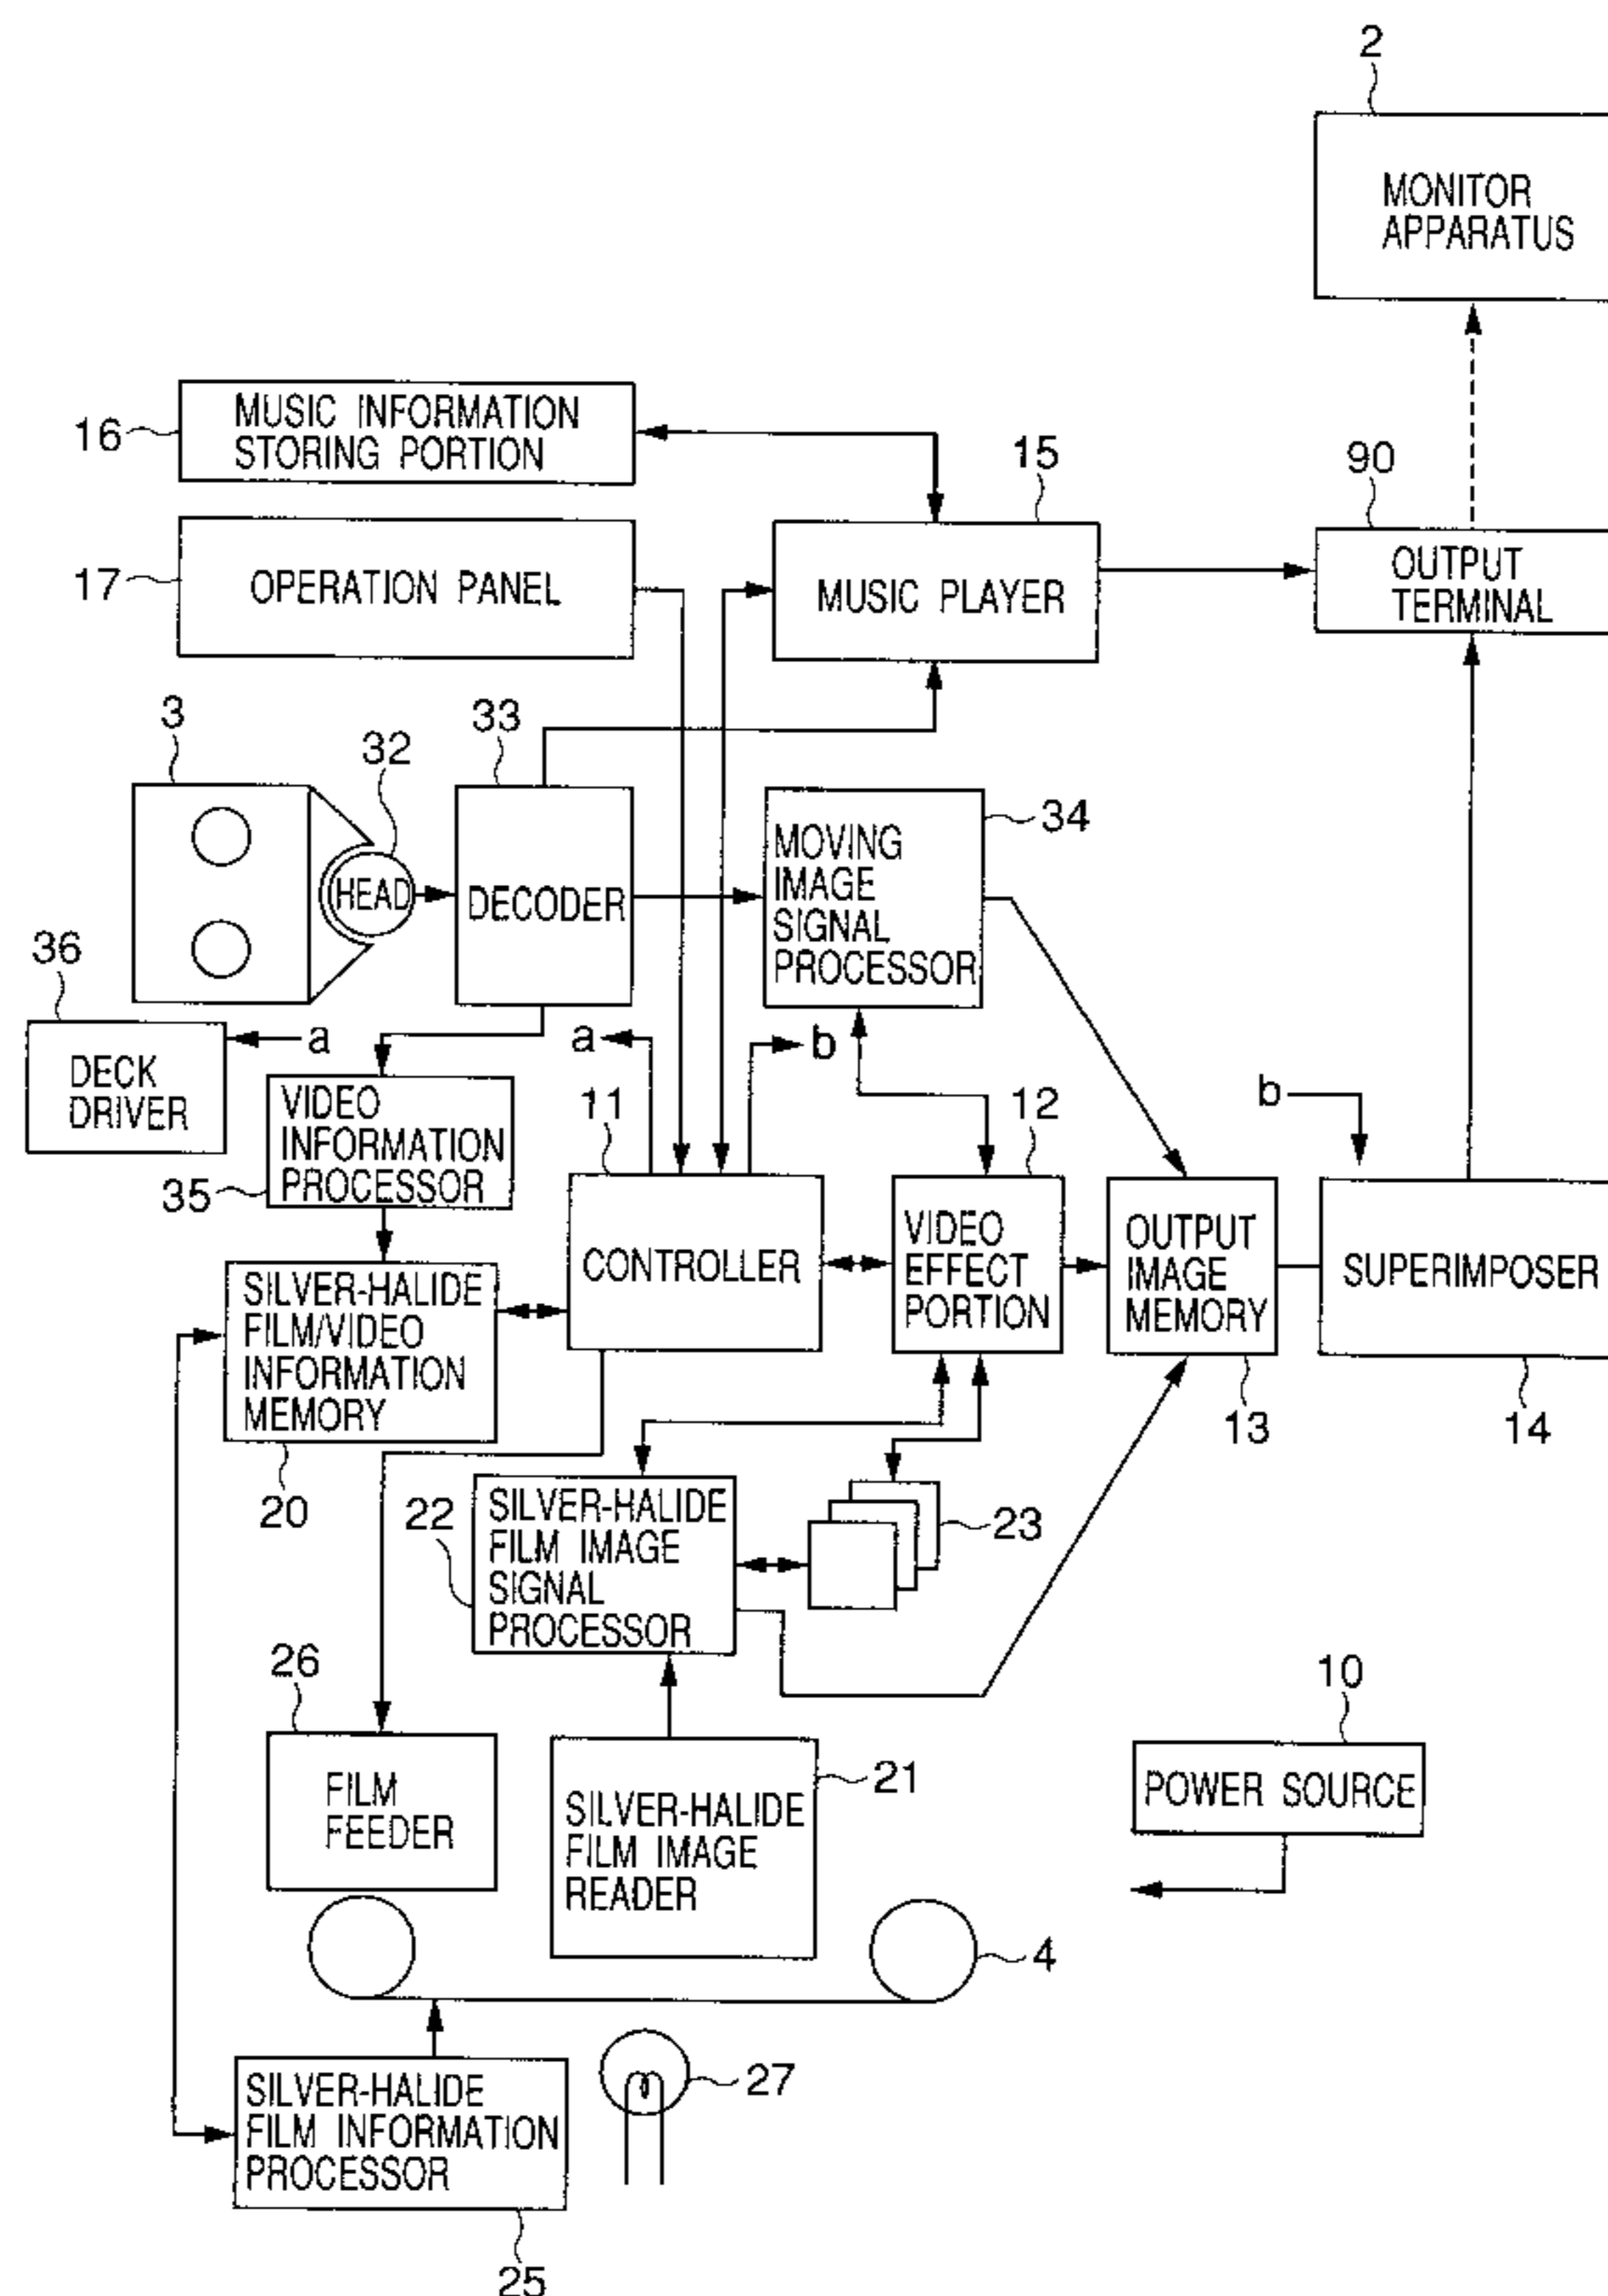 2
MONITOR
APPARATUS
16
MUSIC INFORMATION
STORING PORTION
15
90
17
OPERATION PANEL
MUSIC PLAYER
OUTPUT
TERMINAL
3
32
33
34
HEAD
DECODER
MOVING
IMAGE
SIGNAL
PROCESSOR
36
DECK
DRIVER
a
a
b
b
35
VIDEO
INFORMATION
PROCESSOR
11
CONTROLLER
12
VIDEO
EFFECT
PORTION
OUTPUT
IMAGE
MEMORY
13
SUPERIMPOSER
14
SILVER-HALIDE
FILM/VIDEO
INFORMATION
MEMORY
20
22
SILVER-HALIDE
FILM IMAGE
SIGNAL
PROCESSOR
23
26
FILM
FEEDER
21
SILVER-HALIDE
FILM IMAGE
READER
10
POWER SOURCE
4
27
SILVER-HALIDE
FILM INFORMATION
PROCESSOR
25